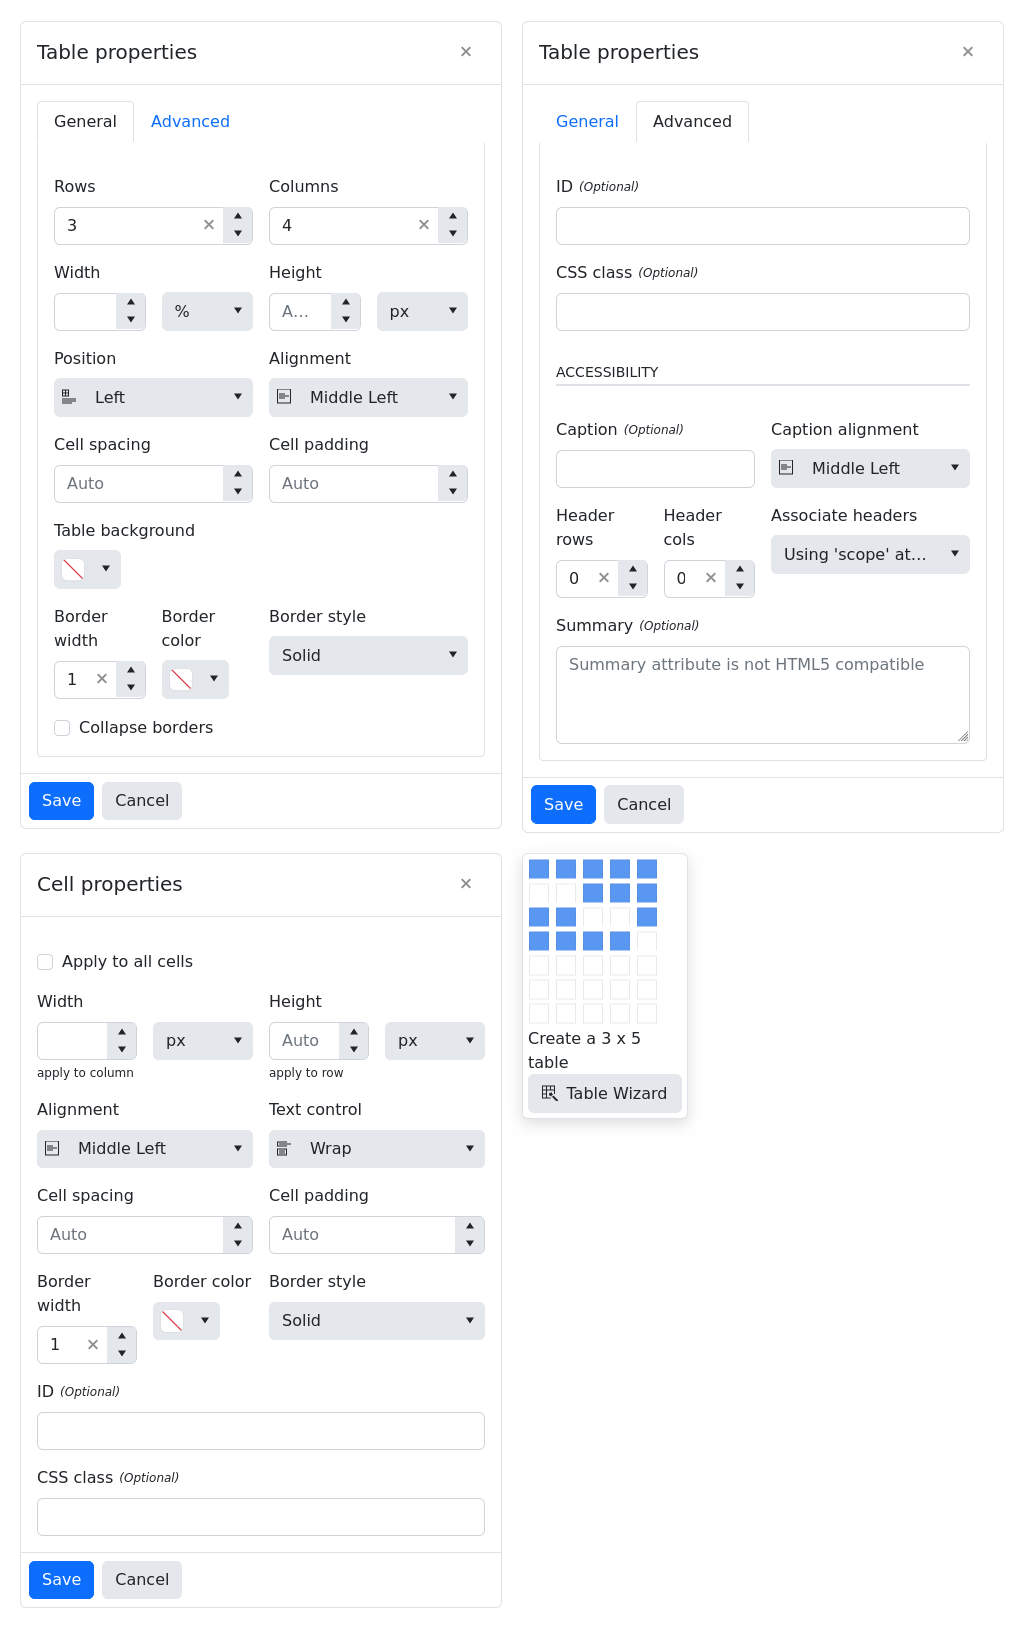 Table properties ×
General Advanced
Rows Columns
3 × 4 ×
Width Height
% A... px
Position Alignment
Left Middle Left
Cell spacing Cell padding
Auto Auto
Table background
Border width Border color Border style
1 × Solid
Collapse borders
Save Cancel
Table properties ×
General Advanced
ID (Optional)
CSS class (Optional)
ACCESSIBILITY
Caption (Optional) Caption alignment
Middle Left
Header rows Header cols Associate headers
0 × 0 × Using 'scope' at...
Summary (Optional)
Summary attribute is not HTML5 compatible
Save Cancel
Cell properties ×
Apply to all cells
Width Height
px Auto px
apply to column apply to row
Alignment Text control
Middle Left Wrap
Cell spacing Cell padding
Auto Auto
Border width Border color Border style
1 × Solid
ID (Optional)
CSS class (Optional)
Save Cancel
Create a 3 x 5
table
Table Wizard